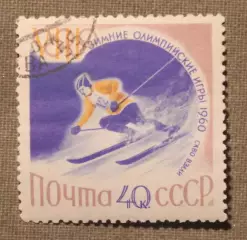 ЗИМНИЕ ОЛИМПИЙСКИЕ ИГРЫ 1960
СКВО ВЭЛИ
ПОЧТА 40 К. СССР